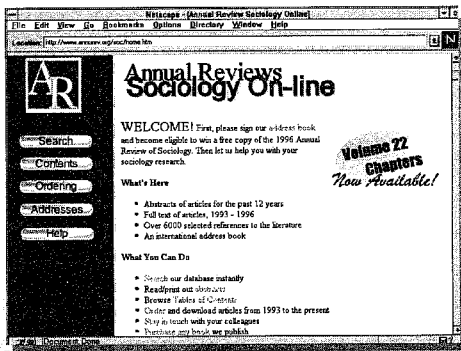 Netscape - [Annual Review Sociology Online]
File Edit View Go Bookmarks Options Directory Window Help
Location: http://www.annurev.org/soc/home.htm
N
AR
Annual Reviews
Sociology On-line
WELCOME! First, please sign our address book
and become eligible to win a free copy of the 1996 Annual
Review of Sociology. Then let us help you with your
sociology research.
Volume 22
Chapters
Now Available!
Search
Contents
Ordering
Addresses
Help
What's Here
• Abstracts of articles for the past 12 years
• Full text of articles, 1993 - 1996
• Over 6000 selected references to the literature
• An international address book
What You Can Do
• Search our database instantly
• Read/print out abstracts
• Browse Tables of Contents
• Order and download articles from 1993 to the present
• Stay in touch with your colleagues
• Purchase any book we publish
Document Done